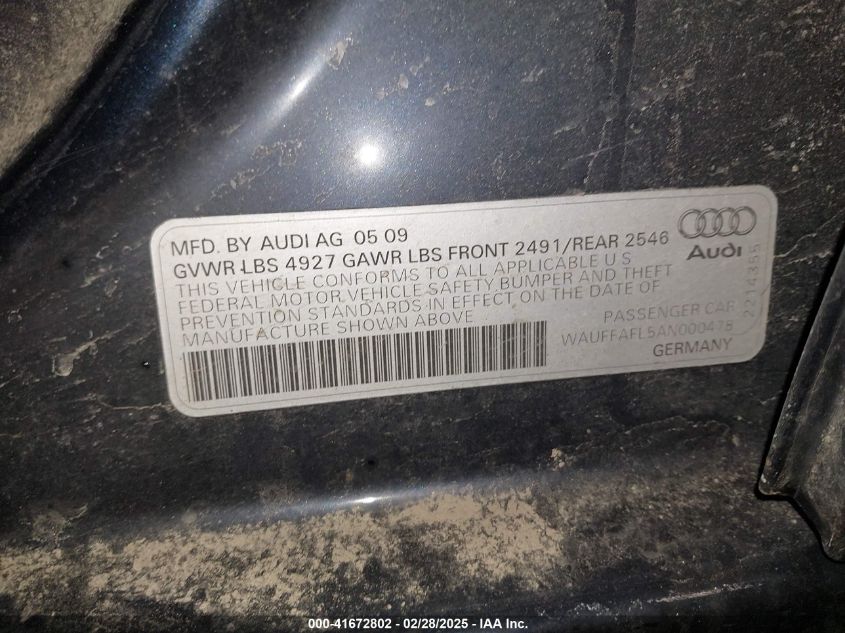 MFD. BY AUDI AG 05 09
GVWR LBS 4927 GAWR LBS FRONT 2491/REAR 2546
THIS VEHICLE CONFORMS TO ALL APPLICABLE U S
FEDERAL MOTOR VEHICLE SAFETY BUMPER AND THEFT
PREVENTION STANDARDS IN EFFECT ON THE DATE OF
MANUFACTURE SHOWN ABOVE
PASSENGER CAR
WAUFFAFL5AN000478
GERMANY
Audi
2214355
000-41672802 - 02/28/2025 - IAA Inc.